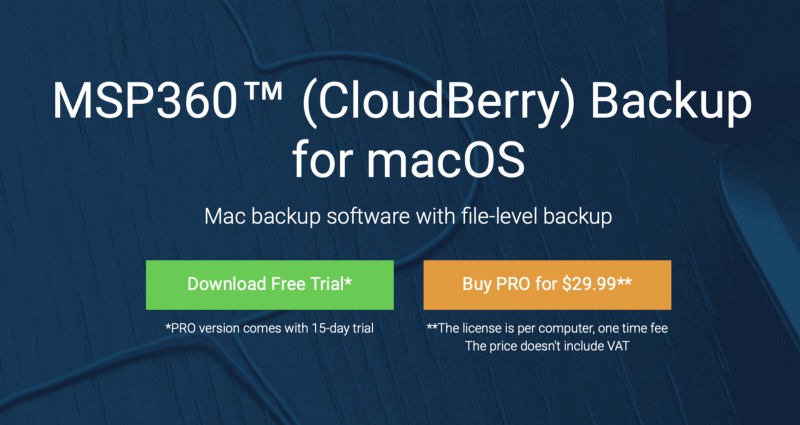 MSP360™ (CloudBerry) Backup
for macOS
Mac backup software with file-level backup
Download Free Trial*
Buy PRO for $29.99**
*PRO version comes with 15-day trial
**The license is per computer, one time fee
The price doesn't include VAT